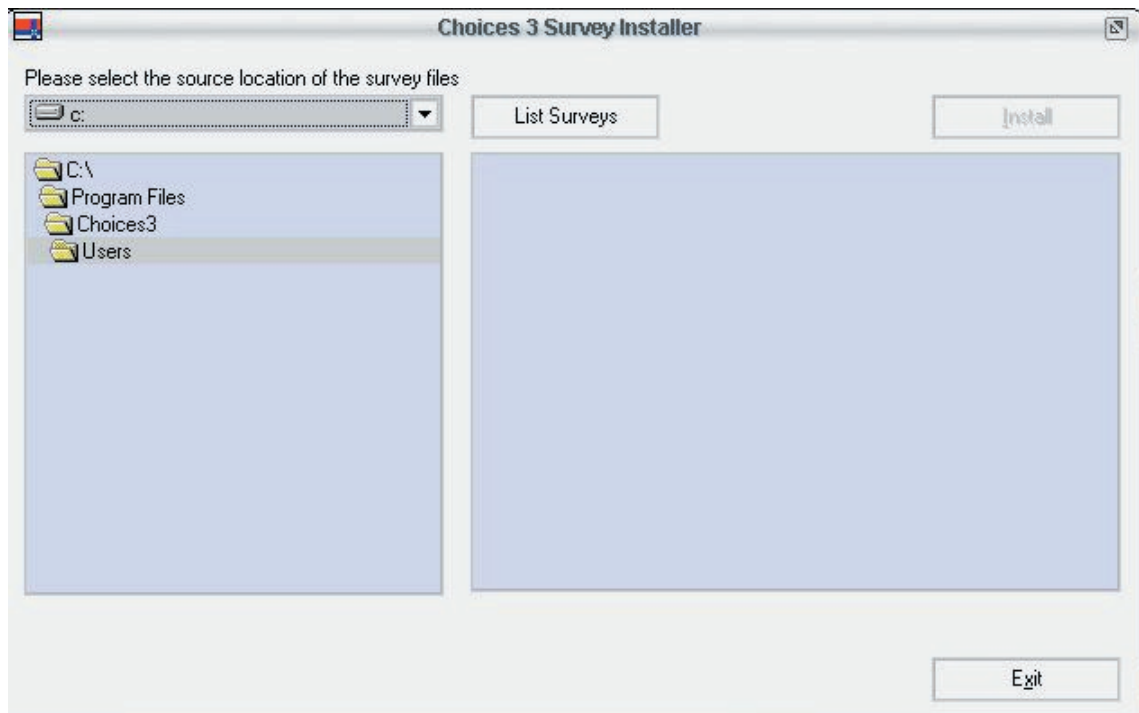 Choices 3 Survey Installer
Please select the source location of the survey files
c:
List Surveys
Install
C:\
Program Files
Choices3
Users
Exit